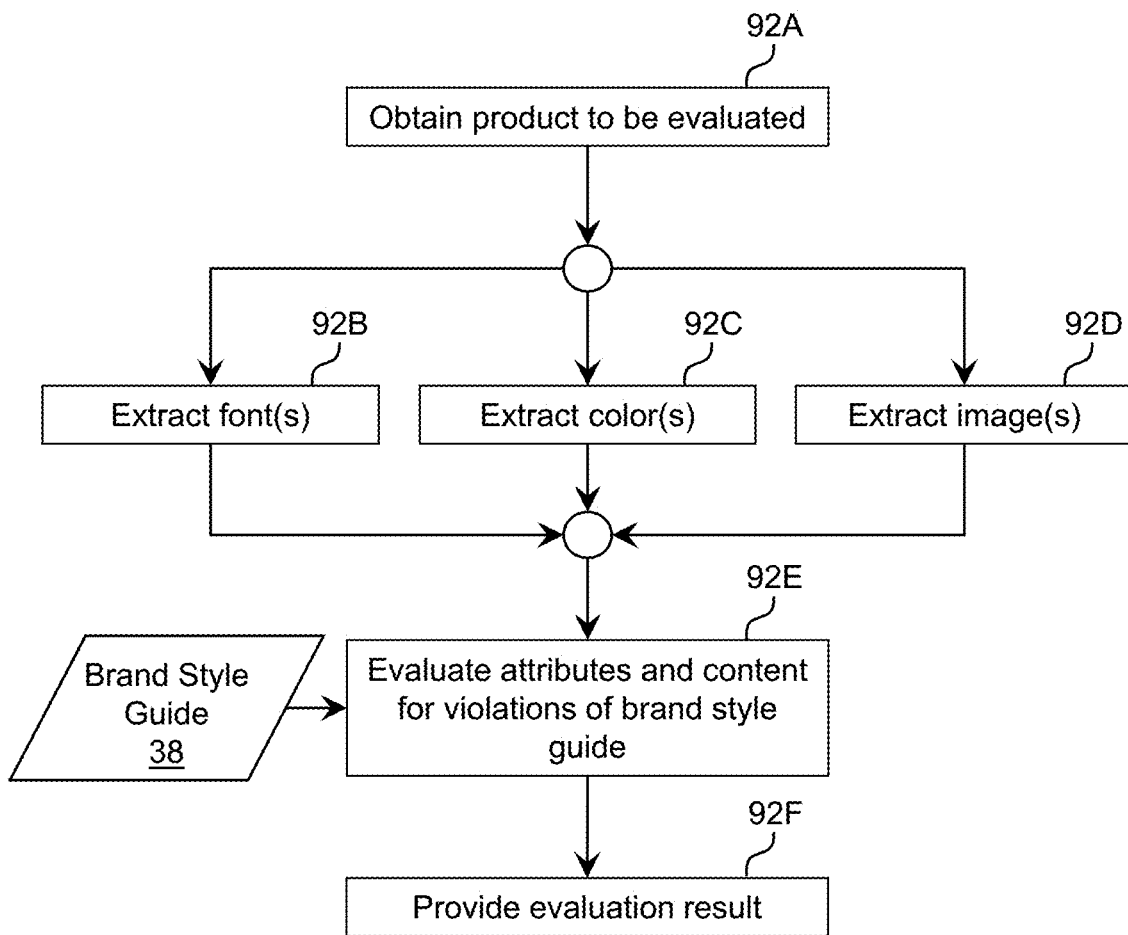 92A
Obtain product to be evaluated
92B
92C
92D
Extract font(s)
Extract color(s)
Extract image(s)
92E
Brand Style
Guide
38
Evaluate attributes and content
for violations of brand style
guide
92F
Provide evaluation result